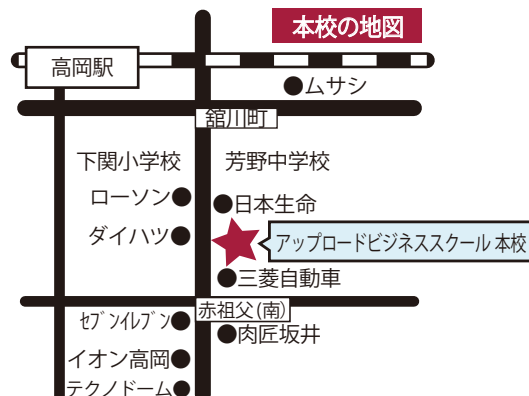 本校の地図
高岡駅
ムサシ
舘川町
下関小学校
芳野中学校
ローソン
日本生命
ダイハツ
アップロードビジネススクール 本校
三菱自動車
赤祖父(南)
セブンイレブン
肉匠坂井
イオン高岡
テクノドーム